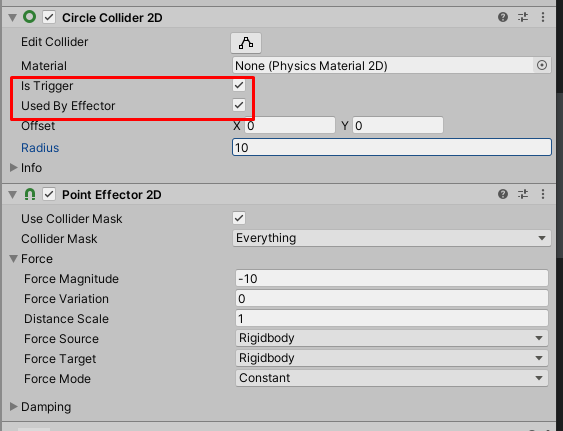 Circle Collider 2D
Edit Collider
Material None (Physics Material 2D)
Is Trigger
Used By Effector
Offset X 0 Y 0
Radius 10
Info
Point Effector 2D
Use Collider Mask
Collider Mask Everything
Force
Force Magnitude -10
Force Variation 0
Distance Scale 1
Force Source Rigidbody
Force Target Rigidbody
Force Mode Constant
Damping